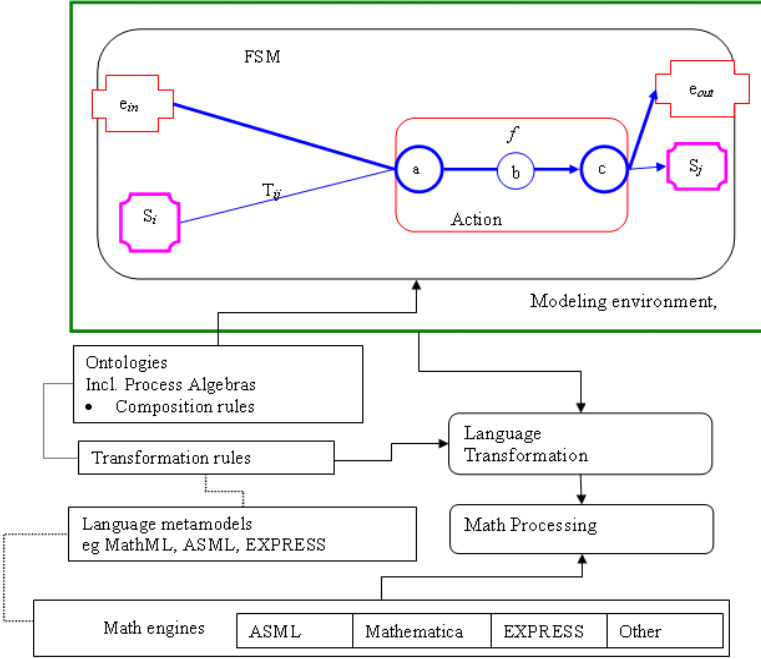 FSM
e_in
e_out
f
a
b
c
S_j
T_ij
S_i
Action
Modeling environment,
Ontologies
Incl. Process Algebras
• Composition rules
Language
Transformation
Transformation rules
Language metamodels
eg MathML, ASML, EXPRESS
Math Processing
Math engines
ASML
Mathematica
EXPRESS
Other